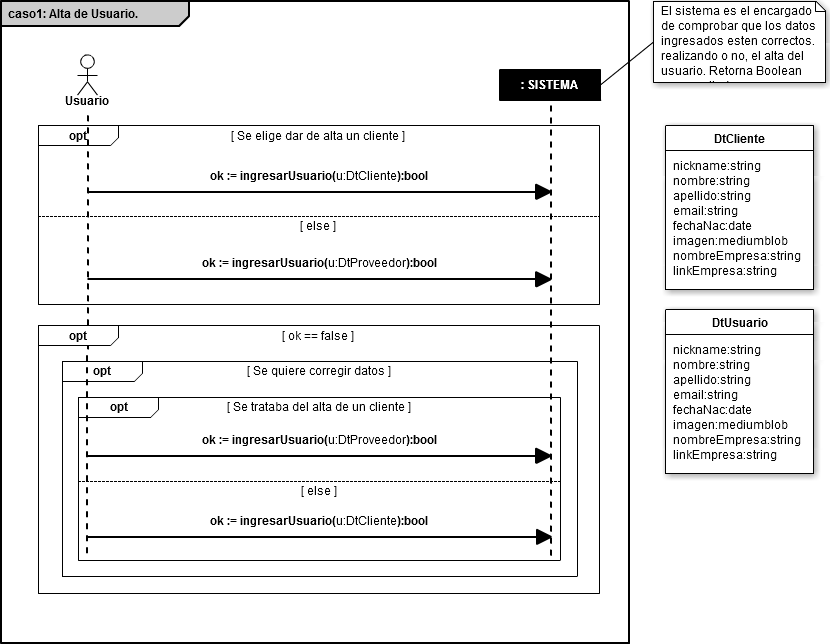 caso1: Alta de Usuario.
El sistema es el encargado
de comprobar que los datos
ingresados esten correctos.
realizando o no, el alta del
usuario. Retorna Boolean
Usuario
: SISTEMA
opt
[ Se elige dar de alta un cliente ]
ok := ingresarUsuario(u:DtCliente):bool
[ else ]
ok := ingresarUsuario(u:DtProveedor):bool
opt
[ ok == false ]
opt
[ Se quiere corregir datos ]
opt
[ Se trataba del alta de un cliente ]
ok := ingresarUsuario(u:DtProveedor):bool
[ else ]
ok := ingresarUsuario(u:DtCliente):bool
DtCliente
nickname:string
nombre:string
apellido:string
email:string
fechaNac:date
imagen:mediumblob
nombreEmpresa:string
linkEmpresa:string
DtUsuario
nickname:string
nombre:string
apellido:string
email:string
fechaNac:date
imagen:mediumblob
nombreEmpresa:string
linkEmpresa:string